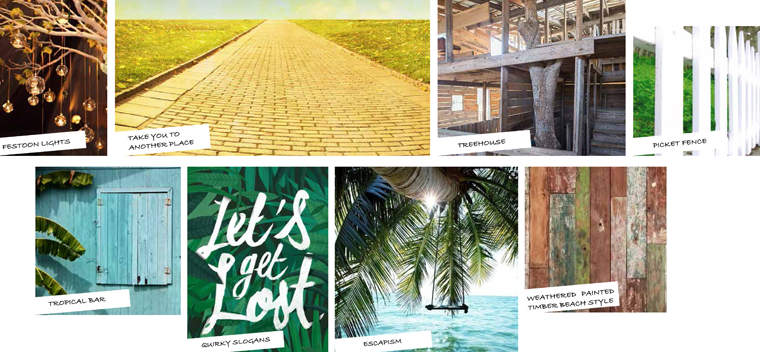 FESTOON LIGHTS
TAKE YOU TO
ANOTHER PLACE
TREEHOUSE
PICKET FENCE
TROPICAL BAR
Let's
get
Lost.
QUIRKY SLOGANS
ESCAPISM
WEATHERED PAINTED
TIMBER BEACH STYLE